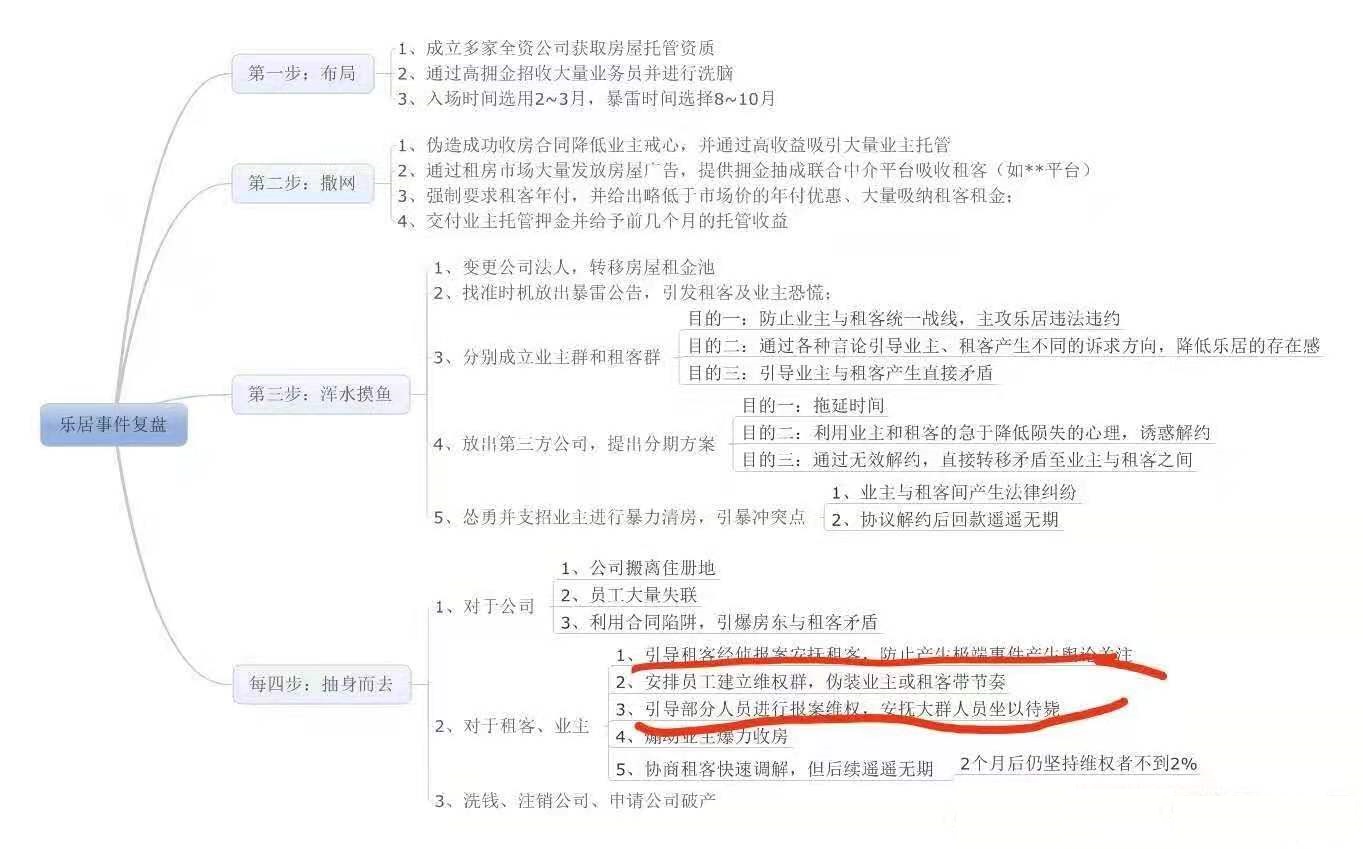 乐居事件复盘
第一步：布局
1、成立多家全资公司获取房屋托管资质
2、通过高拥金招收大量业务员并进行洗脑
3、入场时间选用2~3月，暴雷时间选择8~10月
第二步：撒网
1、伪造成功收房合同降低业主戒心，并通过高收益吸引大量业主托管
2、通过租房市场大量发放房屋广告，提供拥金抽成联合中介平台吸收租客（如**平台）
3、强制要求租客年付，并给出略低于市场价的年付优惠、大量吸纳租客租金；
4、交付业主托管押金并给予前几个月的托管收益
第三步：浑水摸鱼
1、变更公司法人，转移房屋租金池
2、找准时机放出暴雷公告，引发租客及业主恐慌；
3、分别成立业主群和租客群
目的一：防止业主与租客统一战线，主攻乐居违法违约
目的二：通过各种言论引导业主、租客产生不同的诉求方向，降低乐居的存在感
目的三：引导业主与租客产生直接矛盾
4、放出第三方公司，提出分期方案
目的一：拖延时间
目的二：利用业主和租客的急于降低陨失的心理，诱惑解约
目的三：通过无效解约，直接转移矛盾至业主与租客之间
5、怂勇并支招业主进行暴力清房，引暴冲突点
1、业主与租客间产生法律纠纷
2、协议解约后回款遥遥无期
每四步：抽身而去
1、对于公司
1、公司搬离住册地
2、员工大量失联
3、利用合同陷阱，引爆房东与租客矛盾
2、对于租客、业主
1、引导租客经侦报案安抚租客，防止产生极端事件产生舆论关注
2、安排员工建立维权群，伪装业主或租客带节奏
3、引导部分人员进行报案维权，安抚大群人员坐以待毙
4、煽动业主爆力收房
5、协商租客快速调解，但后续遥遥无期
2个月后仍坚持维权者不到2%
3、洗钱、注销公司、申请公司破产